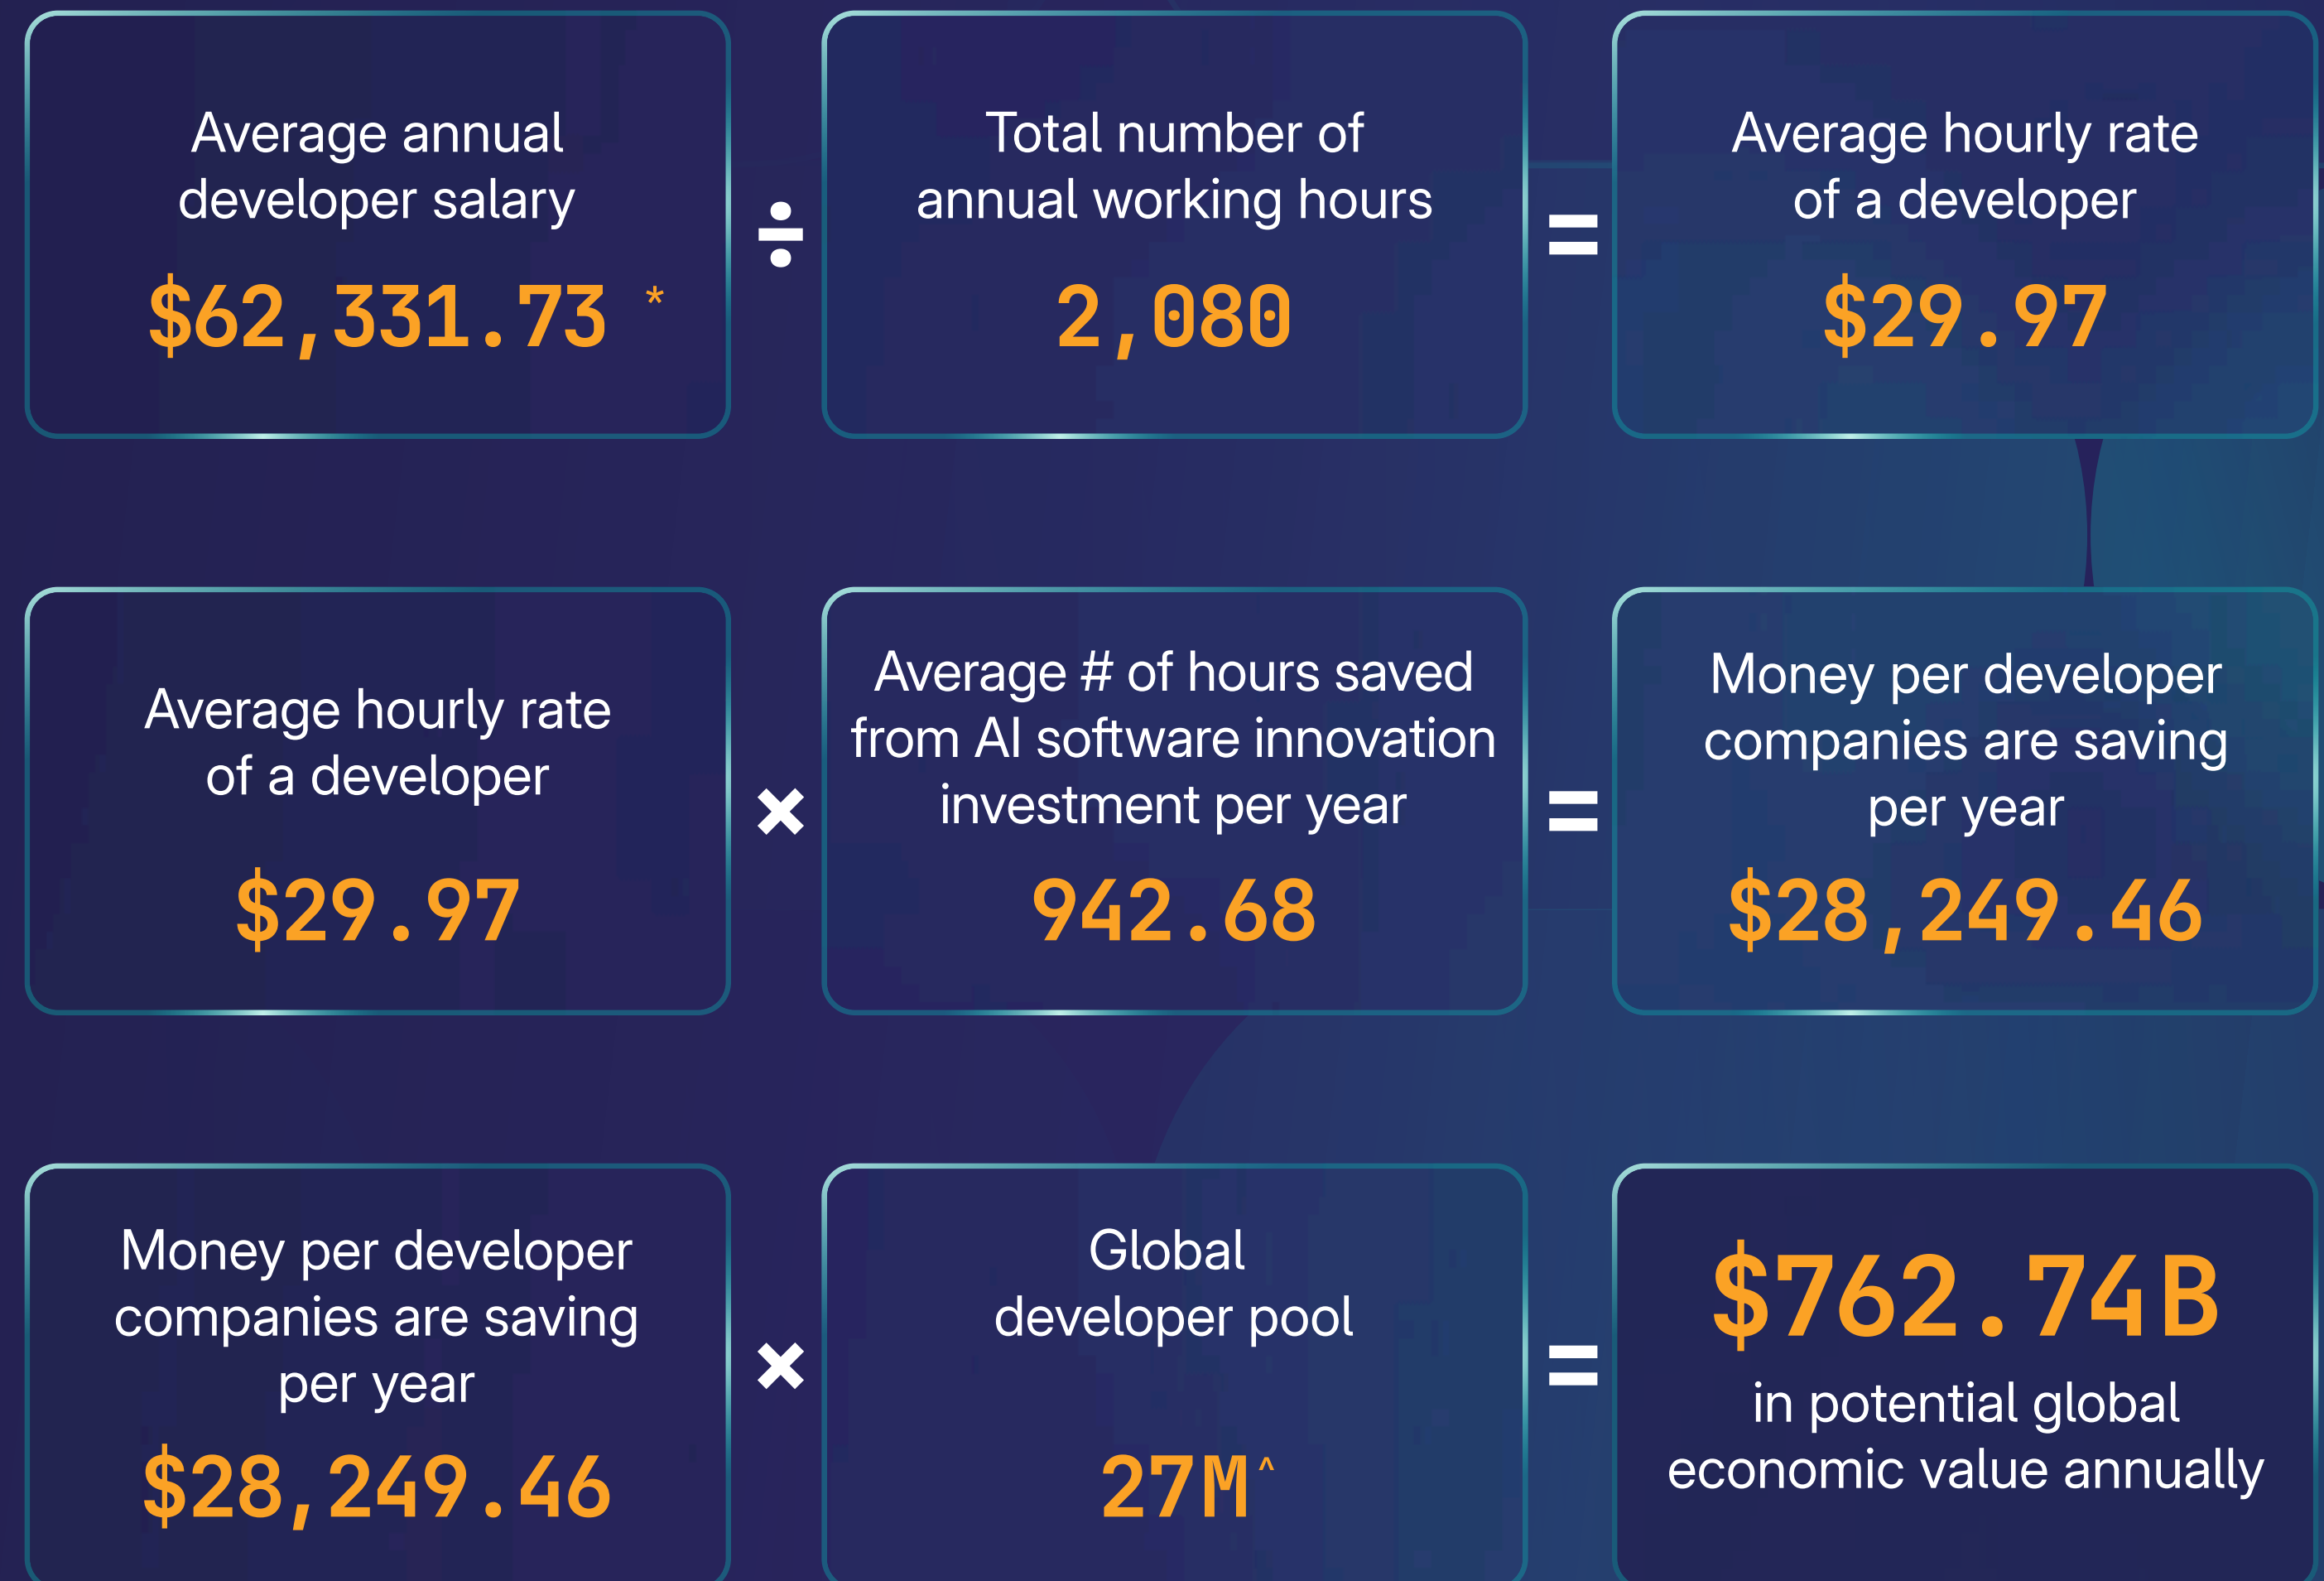 Average annual
developer salary
$62,331.73 *
÷
Total number of
annual working hours
2,080
=
Average hourly rate
of a developer
$29.97
Average hourly rate
of a developer
$29.97
×
Average # of hours saved
from AI software innovation
investment per year
942.68
=
Money per developer
companies are saving
per year
$28,249.46
Money per developer
companies are saving
per year
$28,249.46
×
Global
developer pool
27M^
=
$762.74B
in potential global
economic value annually